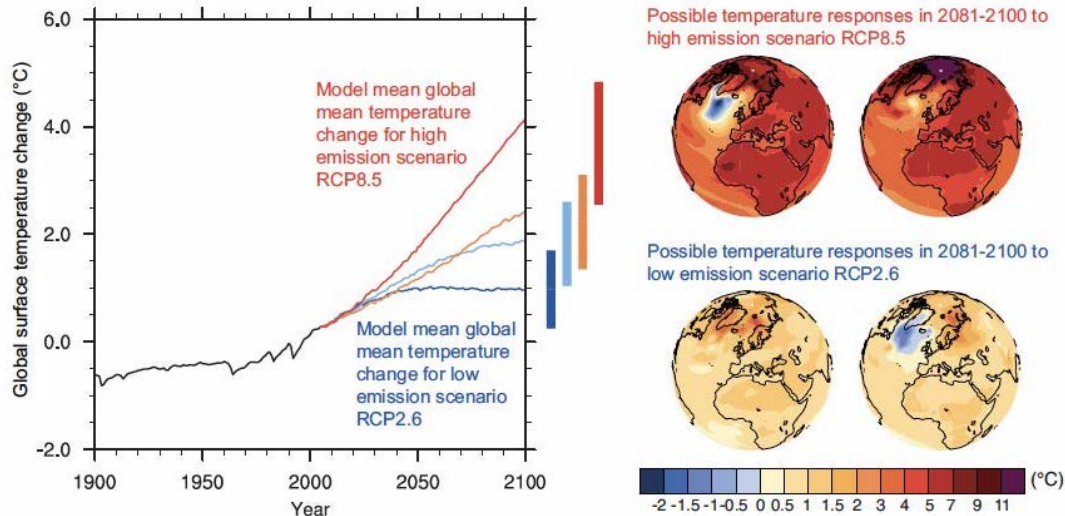 6.0
4.0
2.0
0.0
-2.0
Global surface temperature change (°C)
1900
1950
2000
2050
2100
Year
Model mean global
mean temperature
change for high
emission scenario
RCP8.5
Model mean global
mean temperature
change for low
emission scenario
RCP2.6
Possible temperature responses in 2081-2100 to
high emission scenario RCP8.5
Possible temperature responses in 2081-2100 to
low emission scenario RCP2.6
-2 -1.5 -1 -0.5 0 0.5 1 1.5 2 3 4 5 7 9 11 (°C)